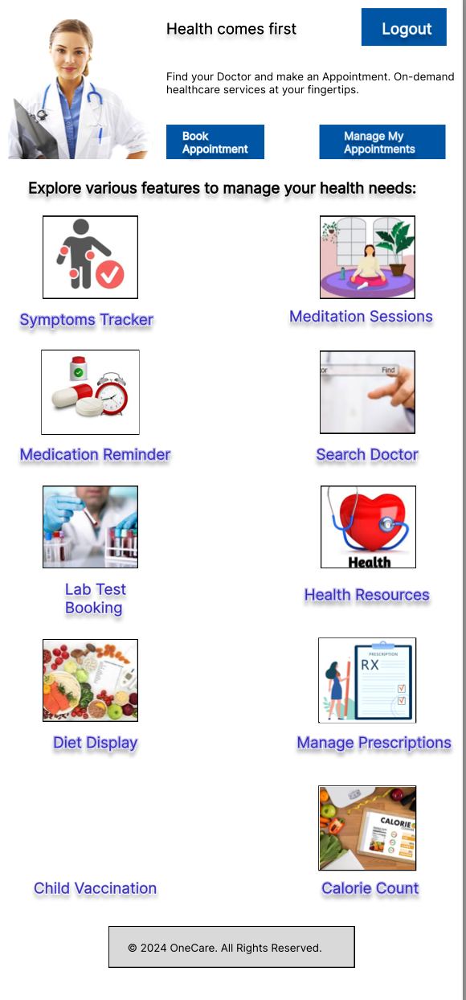 Health comes first
Logout
Find your Doctor and make an Appointment. On-demand
healthcare services at your fingertips.
Book
Appointment
Manage My
Appointments
Explore various features to manage your health needs:
Symptoms Tracker
Meditation Sessions
or
Find
Medication Reminder
Search Doctor
Health
Lab Test
Booking
Health Resources
PRESCRIPTION
RX
Diet Display
Manage Prescriptions
CALORIE
Child Vaccination
Calorie Count
© 2024 OneCare. All Rights Reserved.